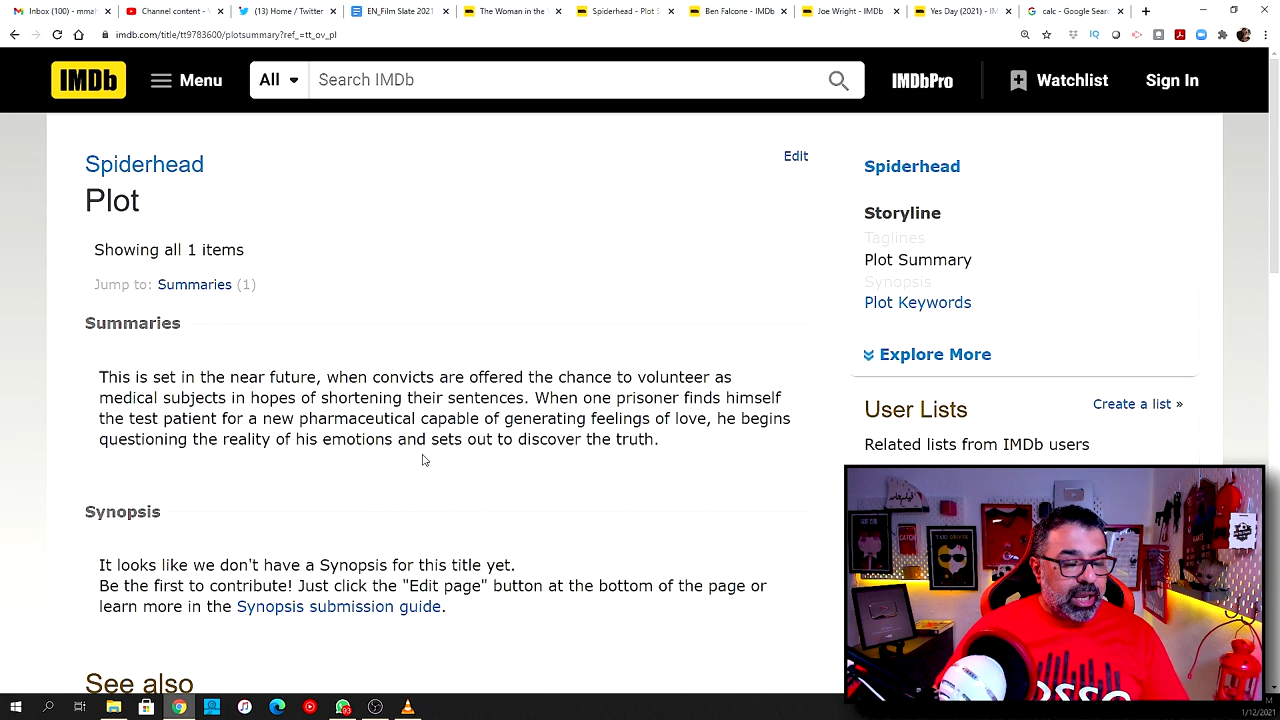 Inbox (100) - mma
Channel content -
(13) Home / Twitter
EN_Film Slate 2021
The Woman in the
Spiderhead - Plot S
Ben Falcone - IMDb
Joe Wright - IMDb
Yes Day (2021) - IM
calc - Google Sear
imdb.com/title/tt9783600/plotsummary?ref_=tt_ov_pl
IMDb
Menu
All
Search IMDb
IMDbPro
Watchlist
Sign In
Spiderhead
Edit
Plot
Showing all 1 items
Jump to: Summaries (1)
Summaries
This is set in the near future, when convicts are offered the chance to volunteer as
medical subjects in hopes of shortening their sentences. When one prisoner finds himself
the test patient for a new pharmaceutical capable of generating feelings of love, he begins
questioning the reality of his emotions and sets out to discover the truth.
Synopsis
It looks like we don't have a Synopsis for this title yet.
Be the first to contribute! Just click the "Edit page" button at the bottom of the page or
learn more in the Synopsis submission guide.
See also
Spiderhead
Storyline
Taglines
Plot Summary
Synopsis
Plot Keywords
Explore More
User Lists
Create a list »
Related lists from IMDb users
TAXI DRIVER
CATCH
OSSO
93
1/12/2021